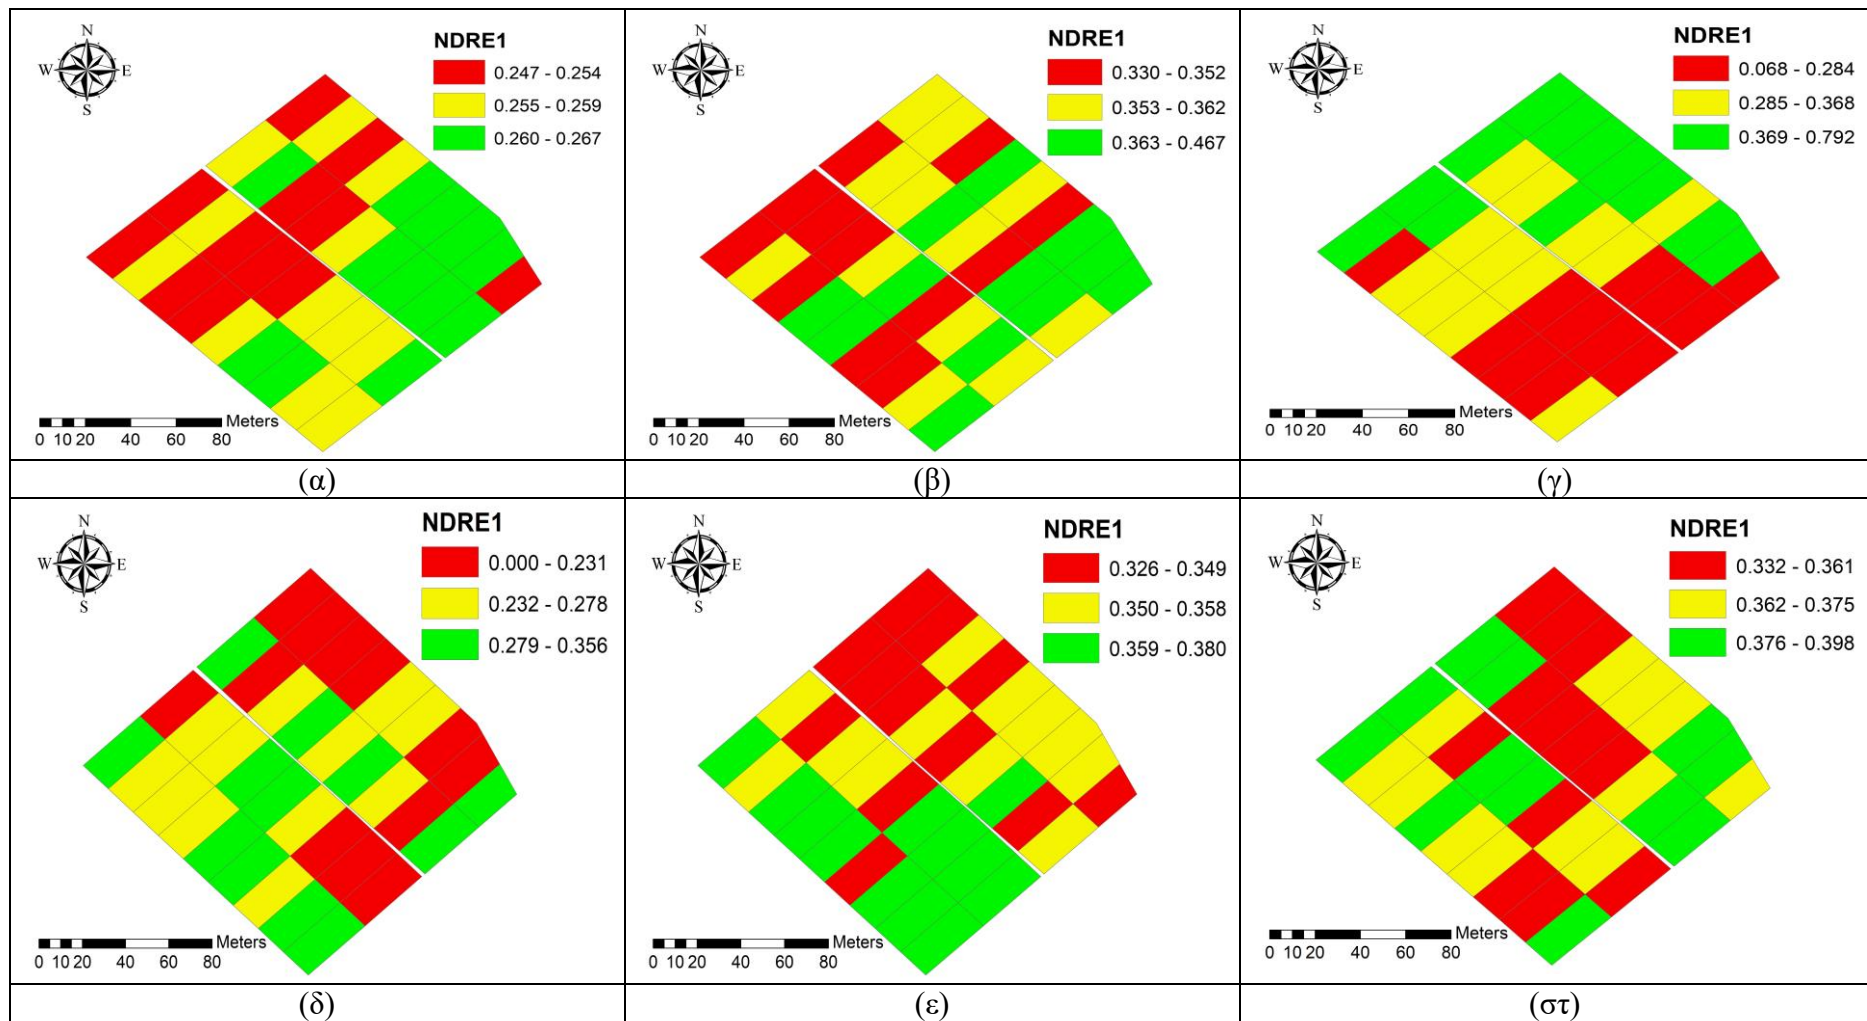 N
W E
S
NDRE1
0.247 - 0.254
0.255 - 0.259
0.260 - 0.267
Meters
0 10 20 40 60 80
(α)
N
W E
S
NDRE1
0.330 - 0.352
0.353 - 0.362
0.363 - 0.467
Meters
0 10 20 40 60 80
(β)
N
W E
S
NDRE1
0.068 - 0.284
0.285 - 0.368
0.369 - 0.792
Meters
0 10 20 40 60 80
(γ)
N
W E
S
NDRE1
0.000 - 0.231
0.232 - 0.278
0.279 - 0.356
Meters
0 10 20 40 60 80
(δ)
N
W E
S
NDRE1
0.326 - 0.349
0.350 - 0.358
0.359 - 0.380
Meters
0 10 20 40 60 80
(ε)
N
W E
S
NDRE1
0.332 - 0.361
0.362 - 0.375
0.376 - 0.398
Meters
0 10 20 40 60 80
(στ)